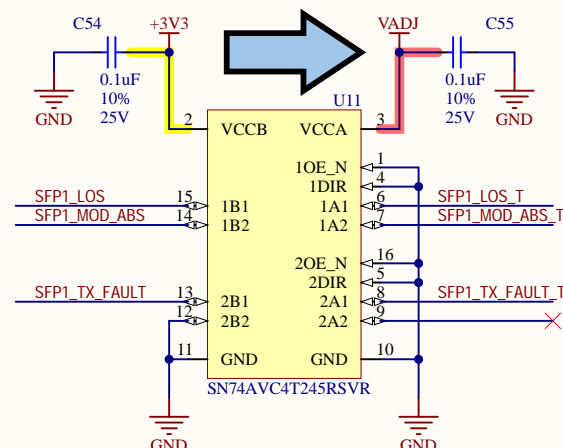 C54 +3V3 VADJ C55
0.1uF 0.1uF
10% 10%
25V 25V
GND GND
U11
2 VCCB VCCA 3
1OE_N 1
1DIR 4
SFP1_LOS 15 1B1 1A1 6 SFP1_LOS_T
SFP1_MOD_ABS 14 1B2 1A2 7 SFP1_MOD_ABS_T
2OE_N 16
2DIR 5
SFP1_TX_FAULT 13 2B1 2A1 8 SFP1_TX_FAULT_T
12 2B2 2A2 9
11 GND GND 10
SN74AVC4T245RSVR
GND GND